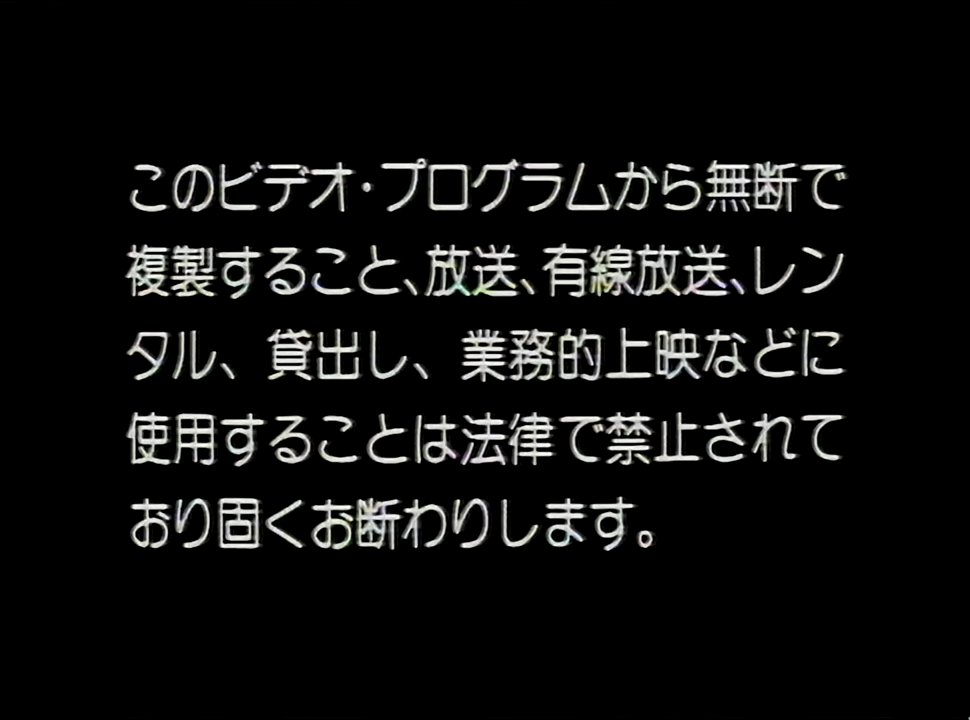 このビデオ・プログラムから無断で
複製すること、放送、有線放送、レン
タル、貸出し、業務的上映などに
使用することは法律で禁止されて
おり固くお断わりします。